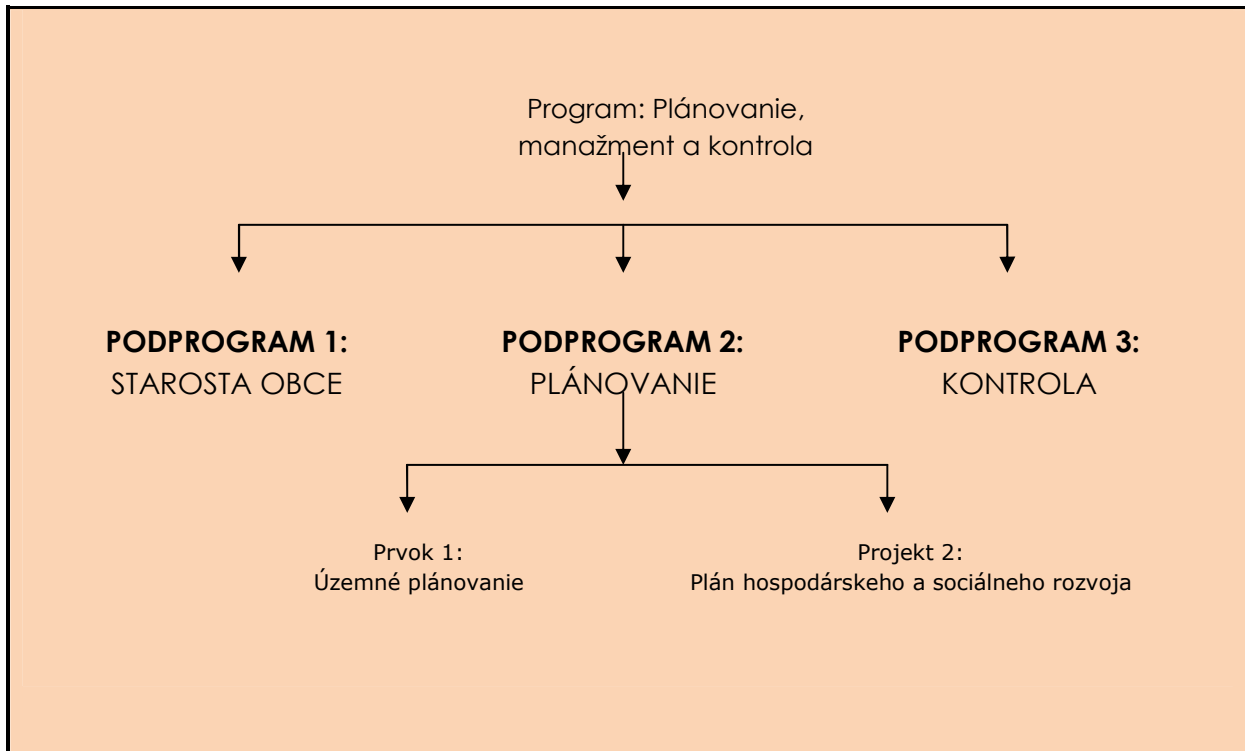 Program: Plánovanie,
manažment a kontrola
PODPROGRAM 1:
STAROSTA OBCE
PODPROGRAM 2:
PLÁNOVANIE
PODPROGRAM 3:
KONTROLA
Prvok 1:
Územné plánovanie
Projekt 2:
Plán hospodárskeho a sociálneho rozvoja